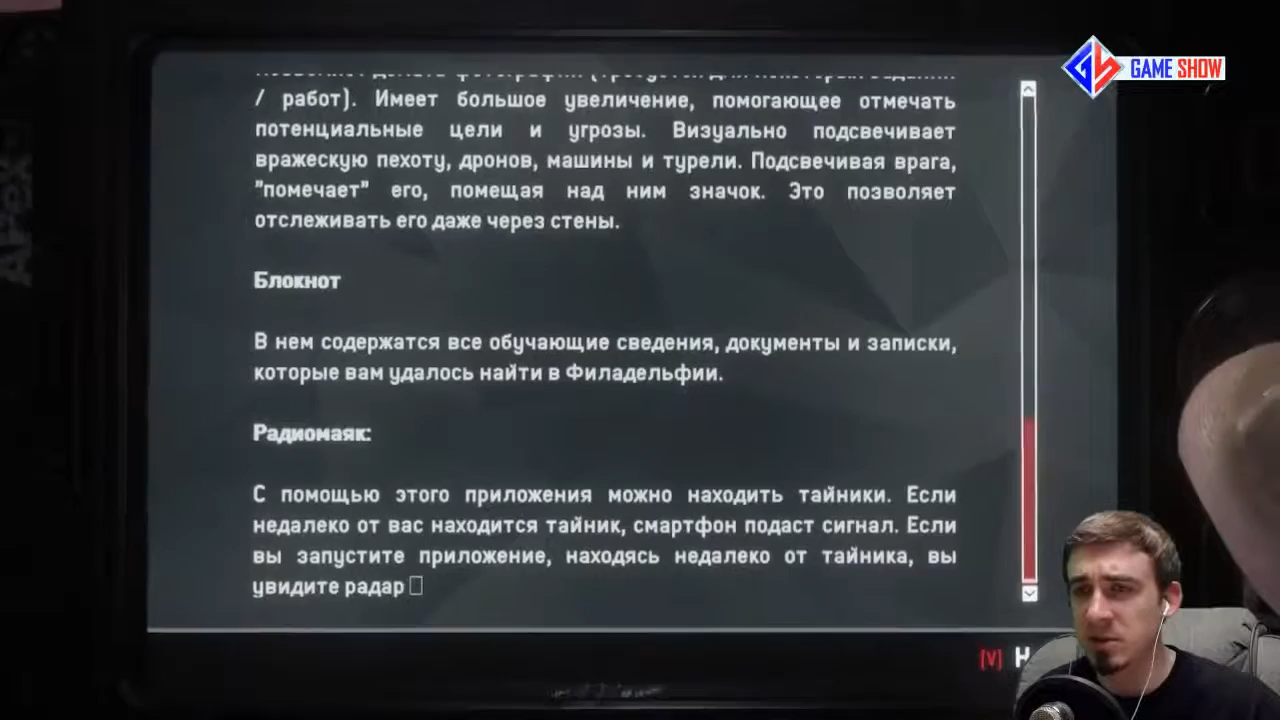 GAME SHOW
/ работ). Имеет большое увеличение, помогающее отмечать
потенциальные цели и угрозы. Визуально подсвечивает
вражескую пехоту, дронов, машины и турели. Подсвечивая врага,
"помечает" его, помещая над ним значок. Это позволяет
отслеживать его даже через стены.
Блокнот
В нем содержатся все обучающие сведения, документы и записки,
которые вам удалось найти в Филадельфии.
Радиомаяк:
С помощью этого приложения можно находить тайники. Если
недалеко от вас находится тайник, смартфон подаст сигнал. Если
вы запустите приложение, находясь недалеко от тайника, вы
увидите радар
[V] Н